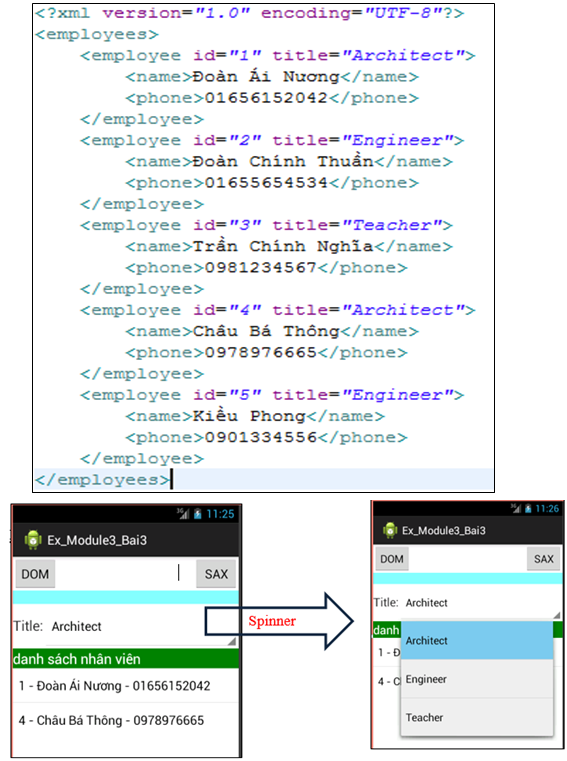 <?xml version="1.0" encoding="UTF-8"?>
<employees>
<employee id="1" title="Architect">
<name>Đoàn Ái Nương</name>
<phone>01656152042</phone>
</employee>
<employee id="2" title="Engineer">
<name>Đoàn Chính Thuần</name>
<phone>01655654534</phone>
</employee>
<employee id="3" title="Teacher">
<name>Trần Chính Nghĩa</name>
<phone>0981234567</phone>
</employee>
<employee id="4" title="Architect">
<name>Châu Bá Thông</name>
<phone>0978976665</phone>
</employee>
<employee id="5" title="Engineer">
<name>Kiều Phong</name>
<phone>0901334556</phone>
</employee>
</employees>
3G 11:25
Ex_Module3_Bai3
DOM SAX
Title: Architect
danh sách nhân viên
1 - Đoàn Ái Nương - 01656152042
4 - Châu Bá Thông - 0978976665
Spinner
3G 11:26
Ex_Module3_Bai3
DOM SAX
Title: Architect
danh
1 - Đ
4 - C
Architect
Engineer
Teacher